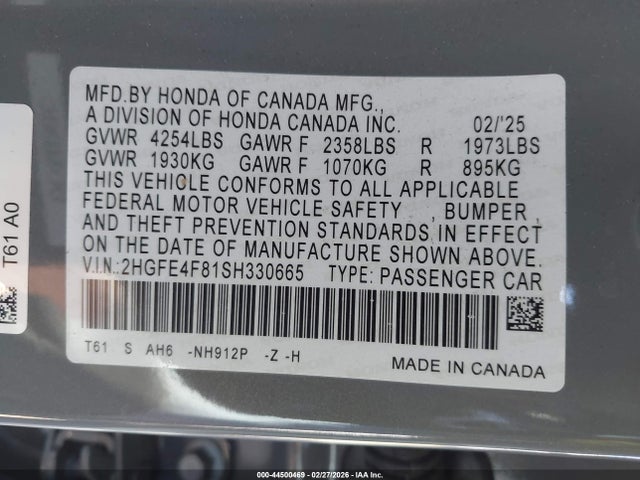 MFD.BY HONDA OF CANADA MFG.,
A DIVISION OF HONDA CANADA INC. 02/'25
GVWR 4254LBS GAWR F 2358LBS R 1973LBS
GVWR 1930KG GAWR F 1070KG R 895KG
THIS VEHICLE CONFORMS TO ALL APPLICABLE
FEDERAL MOTOR VEHICLE SAFETY , BUMPER ,
AND THEFT PREVENTION STANDARDS IN EFFECT
ON THE DATE OF MANUFACTURE SHOWN ABOVE.
V.I.N.:2HGFE4F81SH330665 TYPE: PASSENGER CAR
T61 S AH6 -NH912P -Z -H
MADE IN CANADA
T61 A0
000-44500469 - 02/27/2026 - IAA Inc.